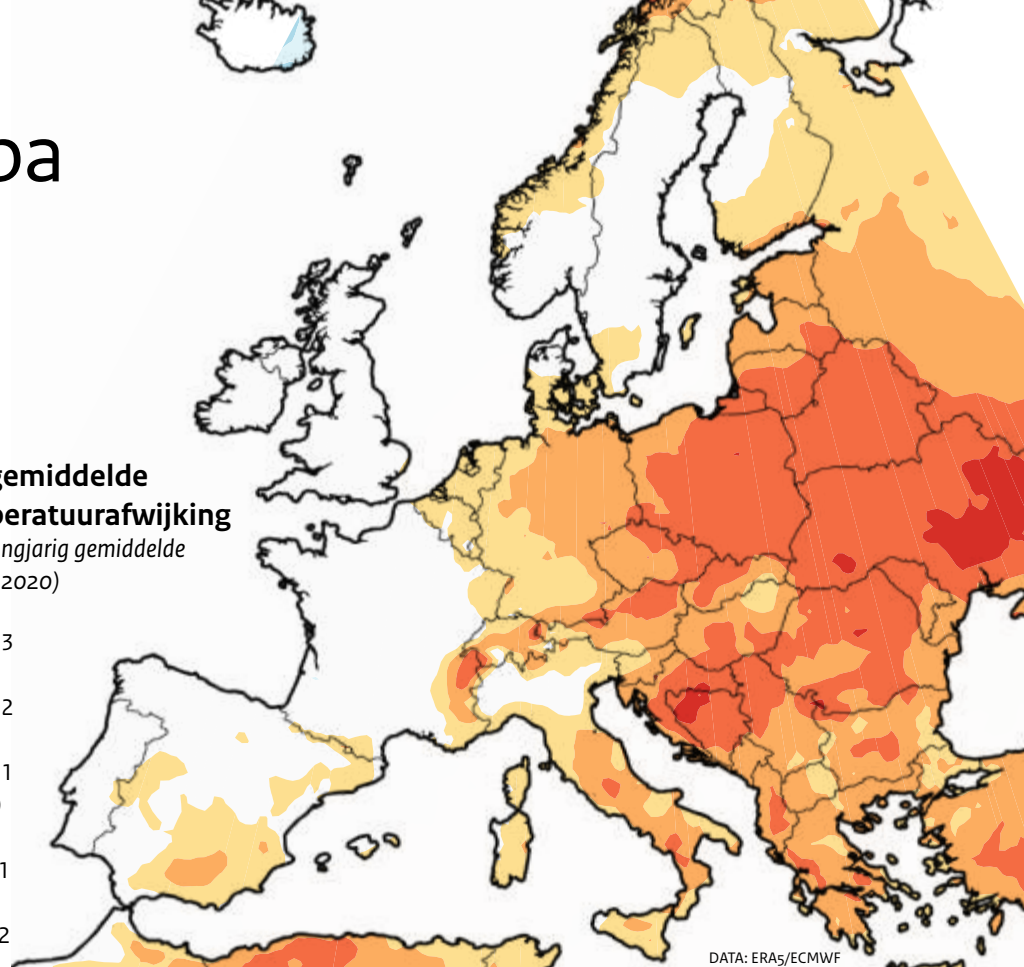 pa
gemiddelde
peratuurafwijking
ngjarig gemiddelde
2020)
3
2
1
1
2
DATA: ERA5/ECMWF